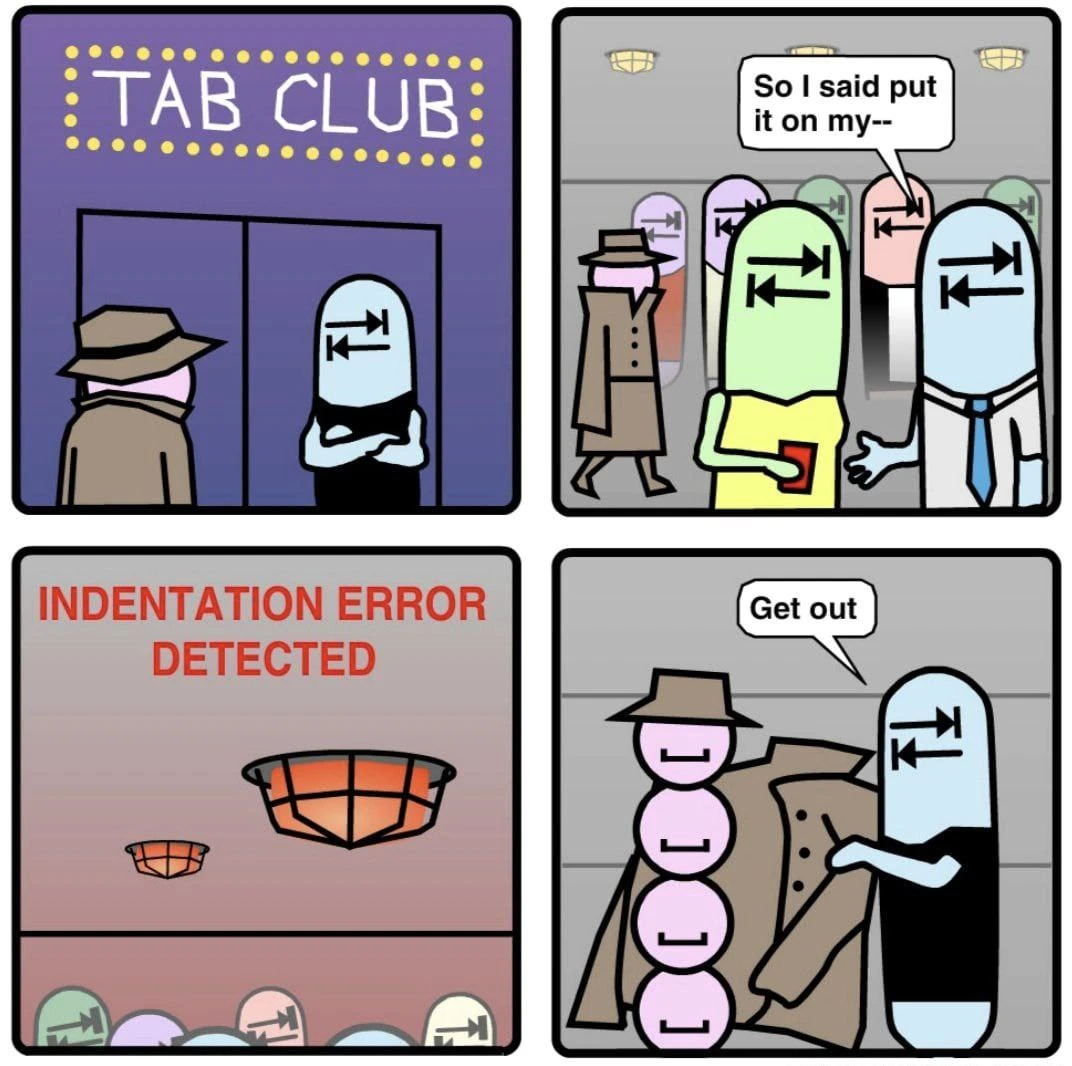 TAB CLUB
So I said put
it on my--
INDENTATION ERROR
DETECTED
Get out